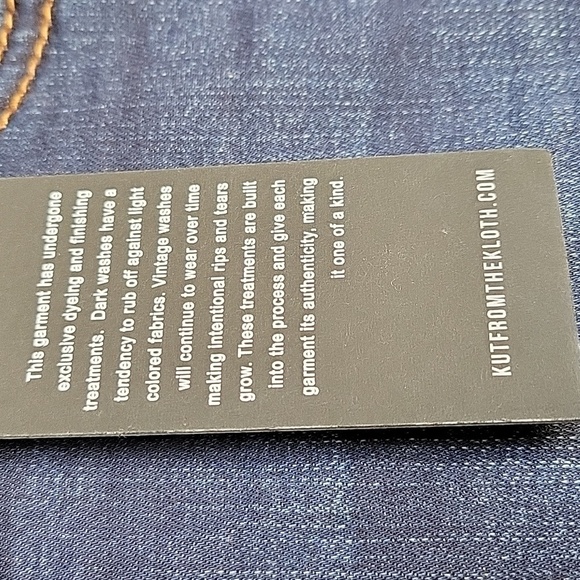 This garment has undergone
exclusive dyeing and finishing
treatments. Dark washes have a
tendency to rub off against light
colored fabrics. Vintage washes
will continue to wear over time
making intentional rips and tears
grow. These treatments are built
into the process and give each
garment its authenticity, making
it one of a kind.
KUTFROMTHEKLOTH.COM